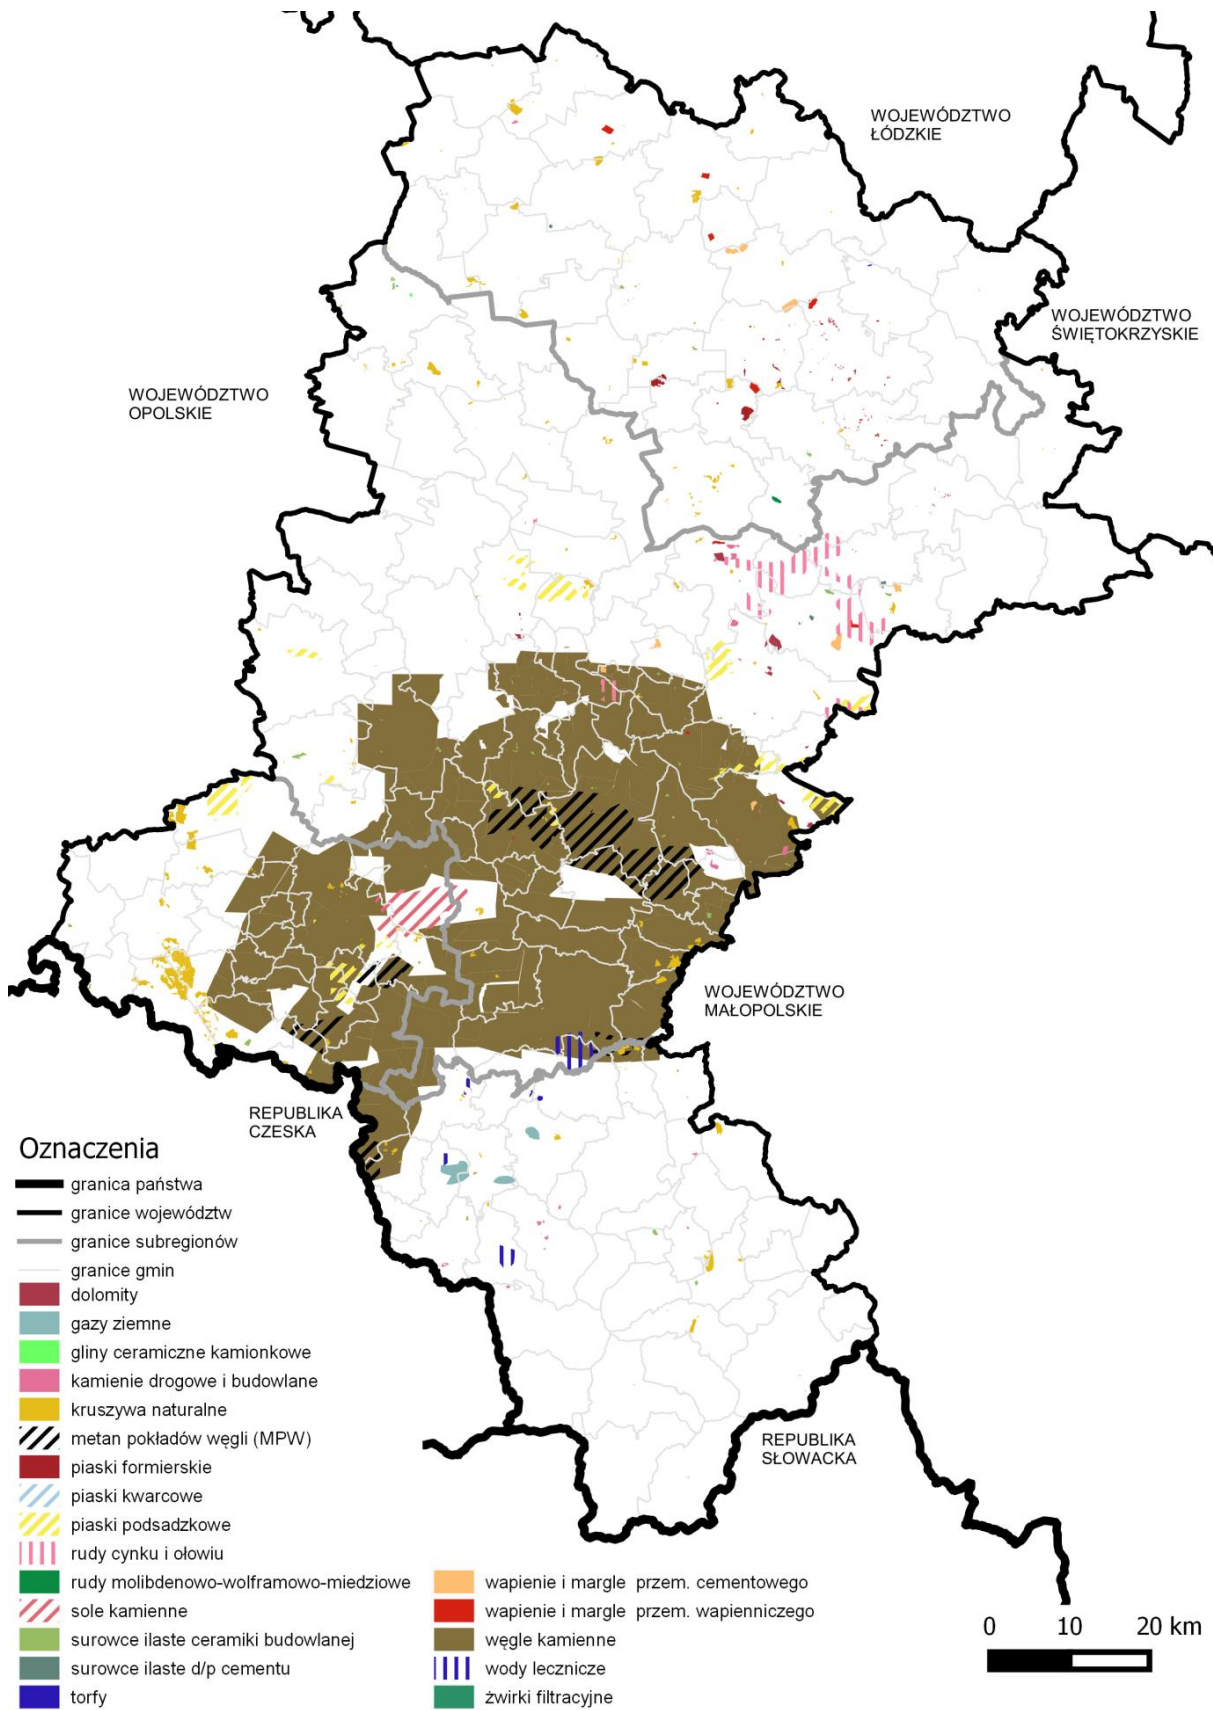 WOJEWÓDZTWO
ŁÓDZKIE
WOJEWÓDZTWO
ŚWIĘTOKRZYSKIE
WOJEWÓDZTWO
OPOLSKIE
WOJEWÓDZTWO
MAŁOPOLSKIE
REPUBLIKA
CZESKA
REPUBLIKA
SŁOWACKA
Oznaczenia
granica państwa
granice województw
granice subregionów
granice gmin
dolomity
gazy ziemne
gliny ceramiczne kamionkowe
kamienie drogowe i budowlane
kruszywa naturalne
metan pokładów węgli (MPW)
piaski formierskie
piaski kwarcowe
piaski podsadzkowe
rudy cynku i ołowiu
rudy molibdenowo-wolframowo-miedziowe
sole kamienne
surowce ilaste ceramiki budowlanej
surowce ilaste d/p cementu
torfy
wapienie i margle przem. cementowego
wapienie i margle przem. wapienniczego
węgle kamienne
wody lecznicze
żwirki filtracyjne
0 10 20 km